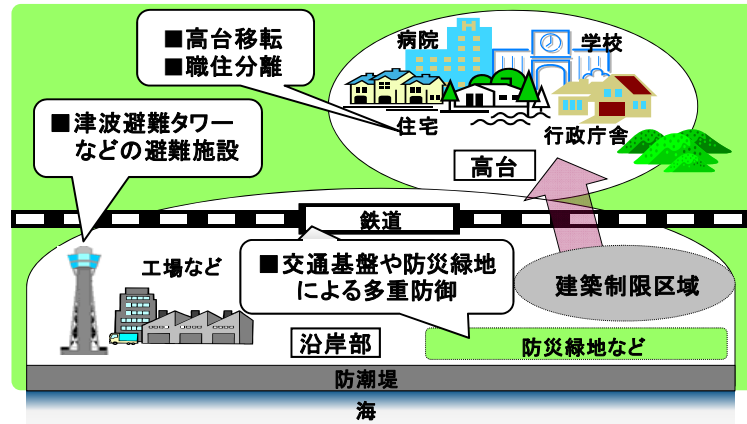 ■高台移転
■職住分離
病院
学校
住宅
行政庁舎
高台
■津波避難タワー
などの避難施設
鉄道
工場など
■交通基盤や防災緑地
による多重防御
建築制限区域
沿岸部
防災緑地など
防潮堤
海